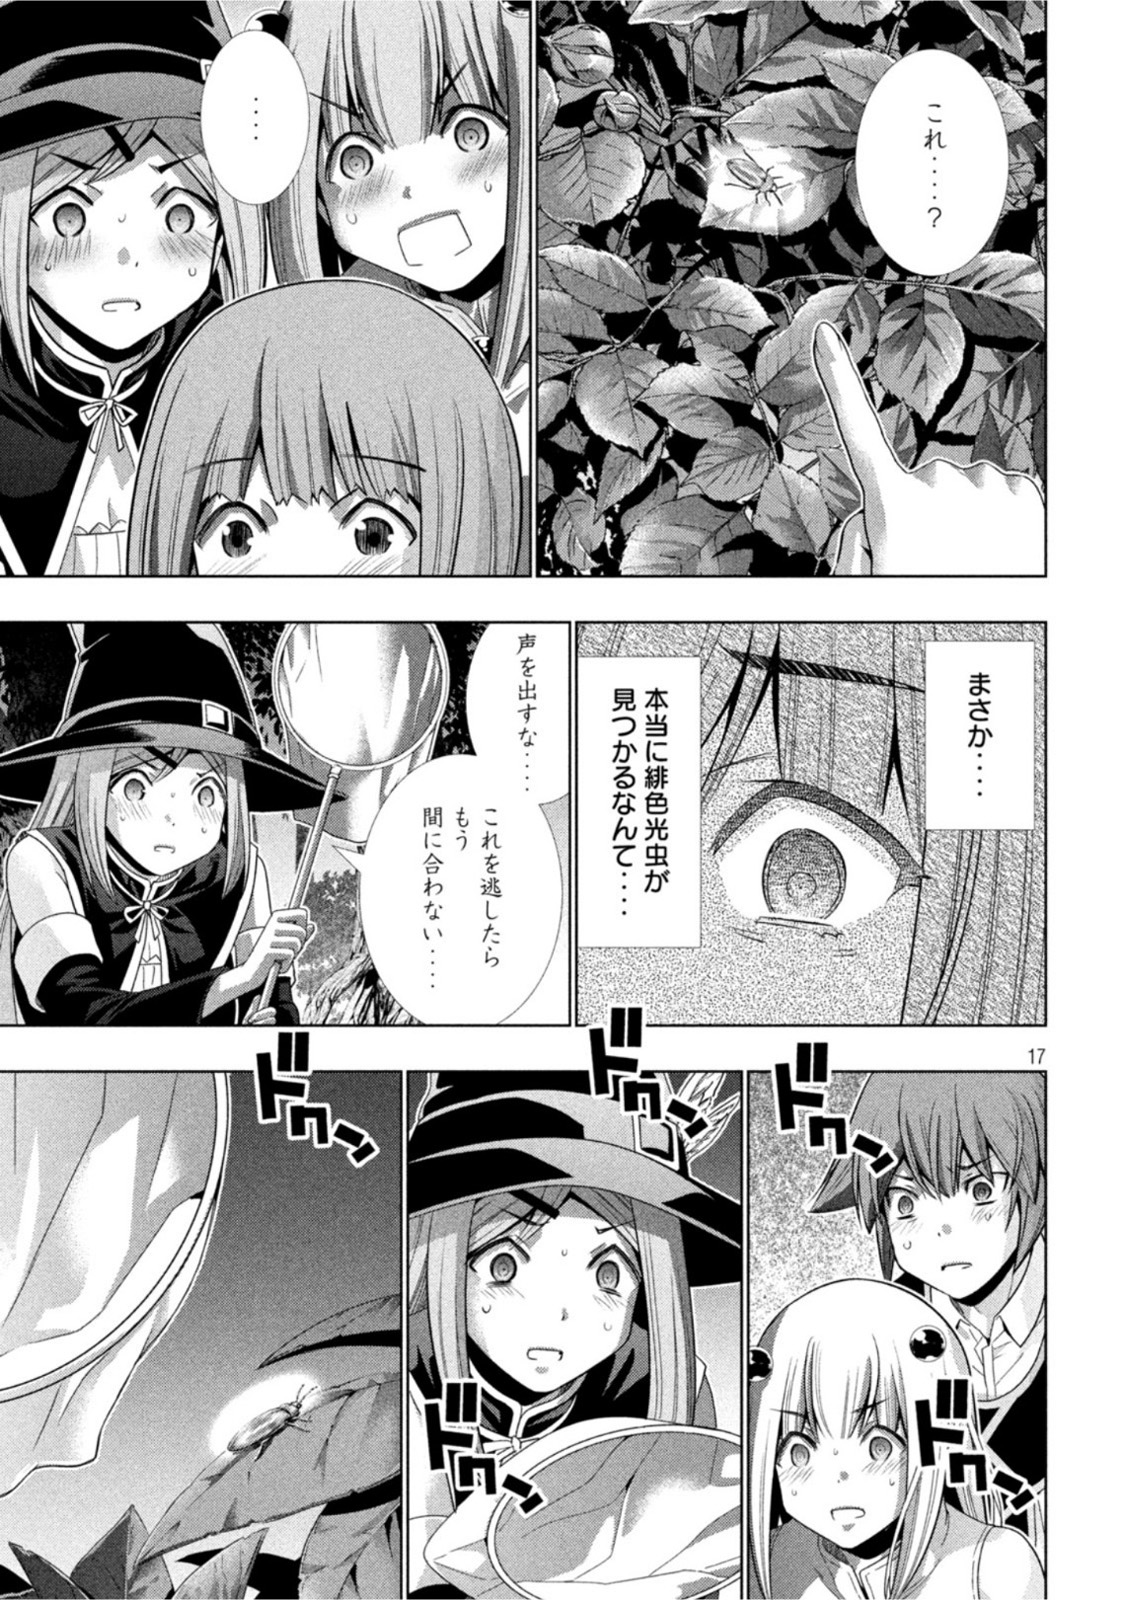 これ‥‥‥?
‥‥
まさか‥‥
本当に緋色光虫が
見つかるなんて‥‥
声を出すな‥‥
これを逃したら
もう
間に合わない‥‥
17
ドクン
ドクン
ドクン
ドクン
ドクン